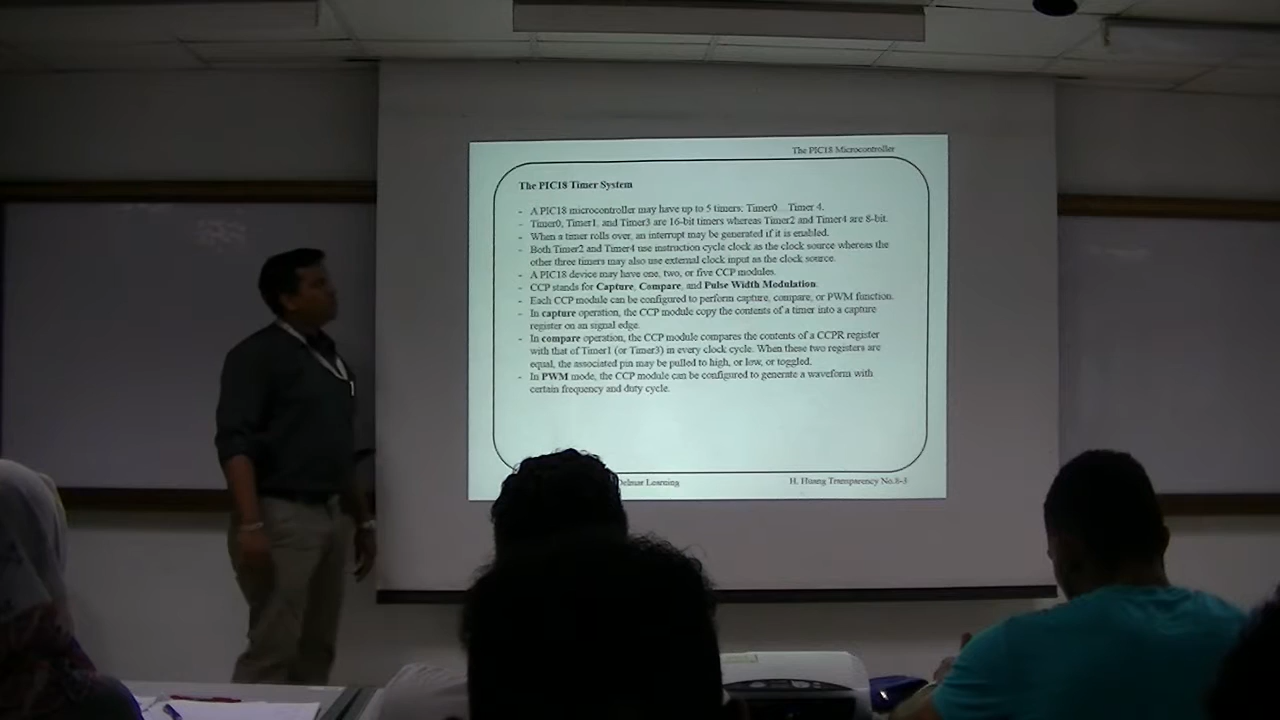 The PIC18 Microcontroller
The PIC18 Timer System
- A PIC18 microcontroller may have up to 5 timers: Timer0… Timer 4.
- Timer0, Timer1, and Timer3 are 16-bit timers whereas Timer2 and Timer4 are 8-bit.
- When a timer rolls over, an interrupt may be generated if it is enabled.
- Both Timer2 and Timer4 use instruction cycle clock as the clock source whereas the
other three timers may also use external clock input as the clock source.
- A PIC18 device may have one, two, or five CCP modules.
- CCP stands for Capture, Compare, and Pulse Width Modulation.
- Each CCP module can be configured to perform capture, compare, or PWM function.
- In capture operation, the CCP module copy the contents of a timer into a capture
register on an signal edge.
- In compare operation, the CCP module compares the contents of a CCPR register
with that of Timer1 (or Timer3) in every clock cycle. When these two registers are
equal, the associated pin may be pulled to high, or low, or toggled.
- In PWM mode, the CCP module can be configured to generate a waveform with
certain frequency and duty cycle.
Delmar Learning
H. Huang Transparency No.8-3